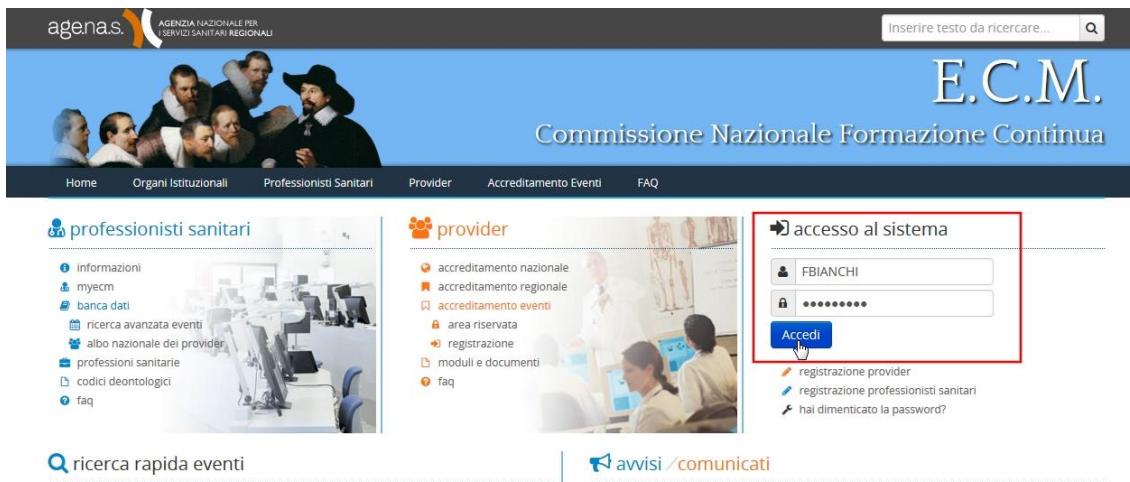 agenas.
AGENZIA NAZIONALE PER
I SERVIZI SANITARI REGIONALI
Inserire testo da ricercare...
E.C.M.
Commissione Nazionale Formazione Continua
Home Organi Istituzionali Professionisti Sanitari Provider Accreditamento Eventi FAQ
professionisti sanitari
informazioni
myecm
banca dati
ricerca avanzata eventi
albo nazionale dei provider
professioni sanitarie
codici deontologici
faq
provider
accreditamento nazionale
accreditamento regionale
accreditamento eventi
area riservata
registrazione
moduli e documenti
faq
accesso al sistema
FBIANCHI
•••••••••
Accedi
registrazione provider
registrazione professionisti sanitari
hai dimenticato la password?
ricerca rapida eventi
avvisi /comunicati